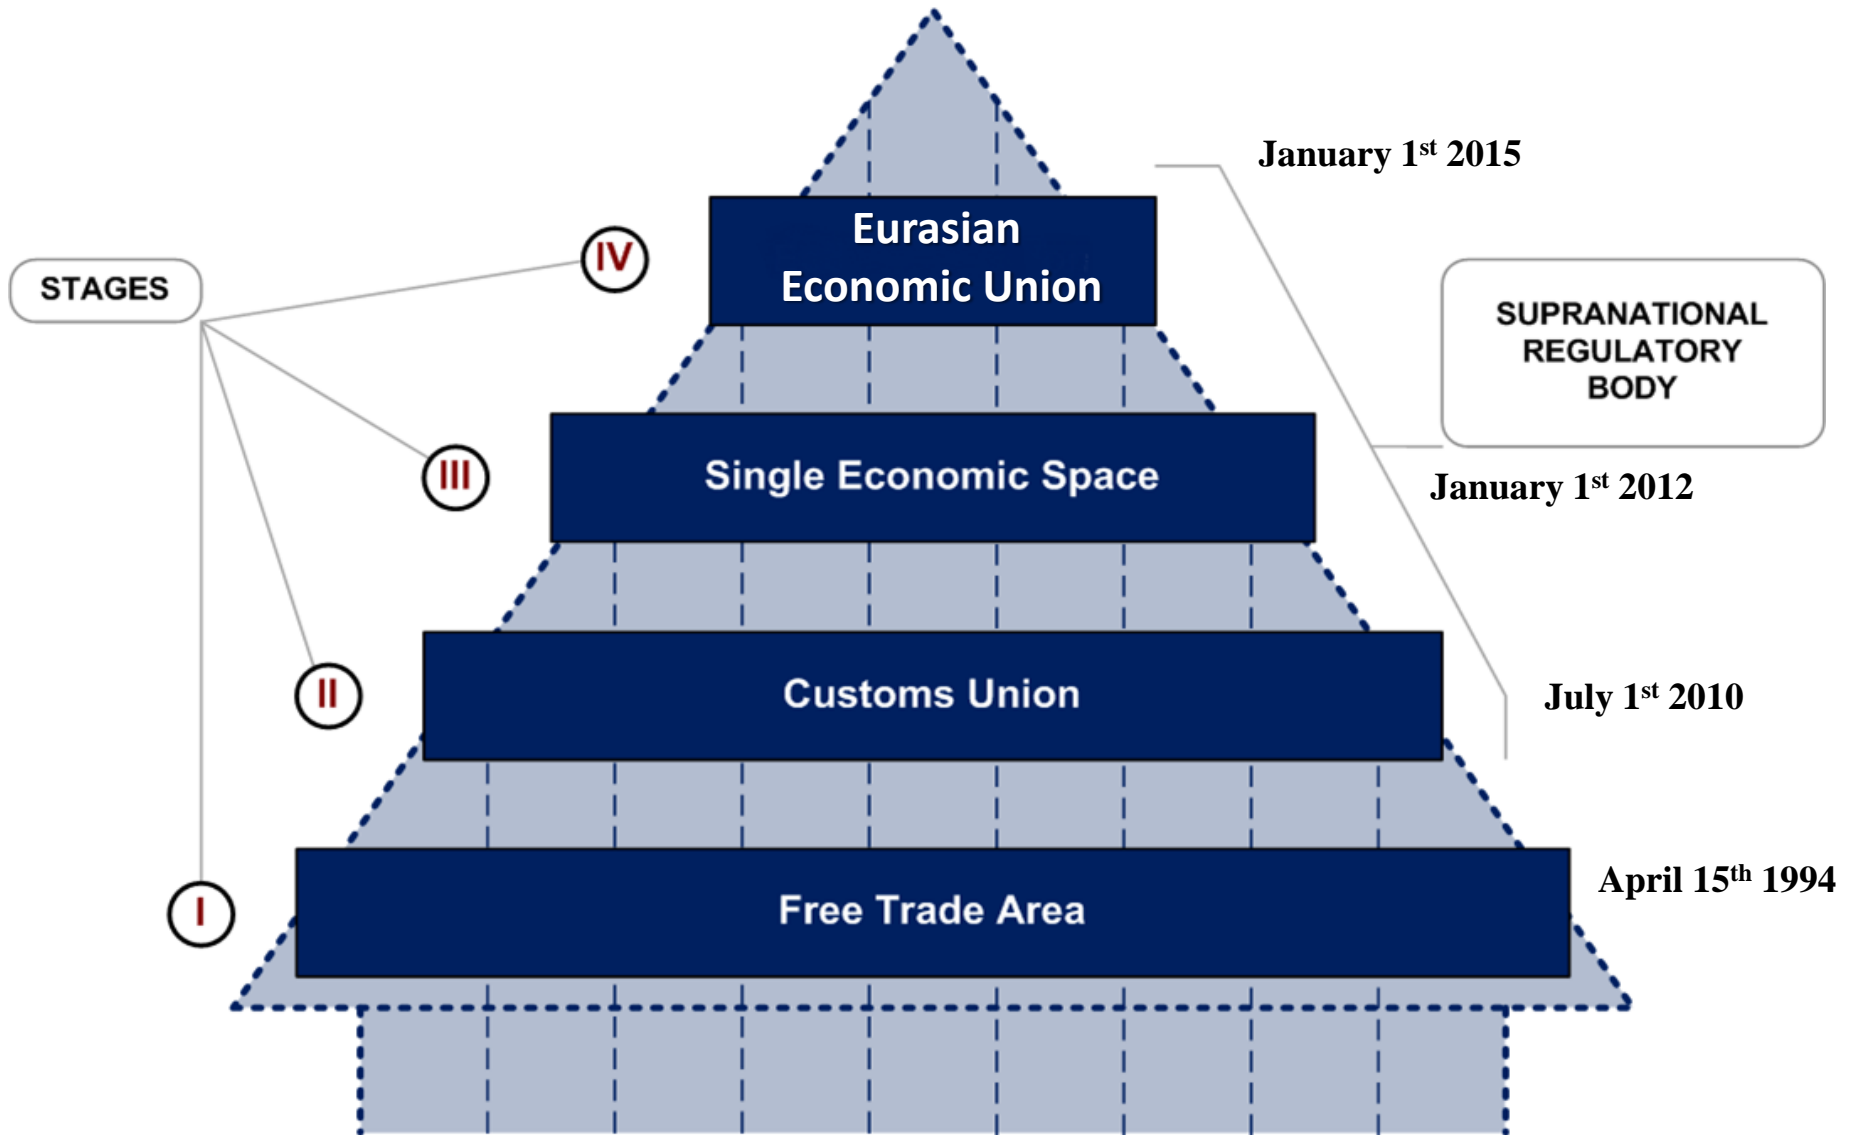 January 1st 2015
Eurasian
Economic Union
IV
STAGES
SUPRANATIONAL
REGULATORY
BODY
III
Single Economic Space
January 1st 2012
II
Customs Union
July 1st 2010
I
Free Trade Area
April 15th 1994